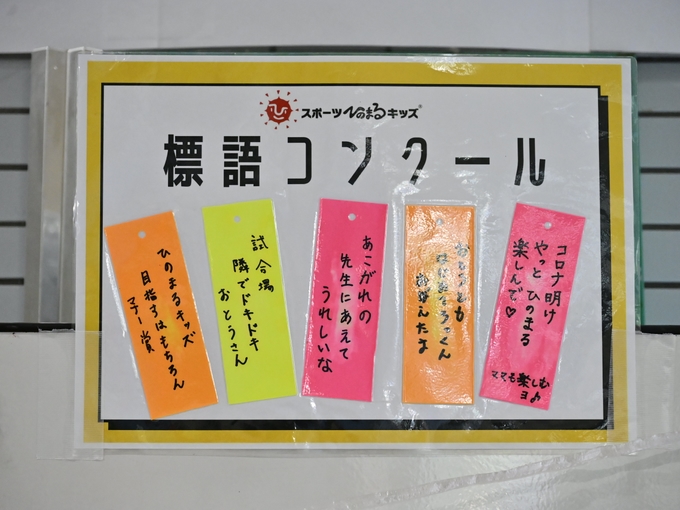 スポーツひのまるキッズ
標語コンクール
コロナ明け
やっと ひのまる
楽しんで♡
ママも楽しむ
ヨ♪
あこがれの
先生にあえて
うれしいな
試合場
隣でドキドキ
おとうさん
ひのまるキッズ
目指すはもちろん
マナー賞